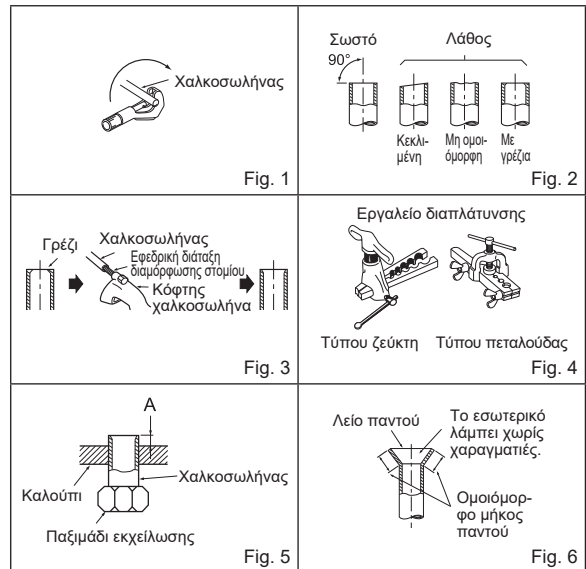 Χαλκοσωλήνας
Fig. 1
Σωστό
Λάθος
90°
Κεκλι-
μένη
Μη ομοι-
όμορφη
Με
γρέζια
Fig. 2
Γρέζι
Χαλκοσωλήνας
Εφεδρική διάταξη
διαμόρφωσης στομίου
Κόφτης
χαλκοσωλήνα
Fig. 3
Εργαλείο διαπλάτυνσης
Τύπου ζεύκτη
Τύπου πεταλούδας
Fig. 4
A
Καλούπι
Χαλκοσωλήνας
Παξιμάδι εκχείλωσης
Fig. 5
Λείο παντού
Το εσωτερικό
λάμπει χωρίς
χαραγματιές.
Ομοιόμορ-
φο μήκος
παντού
Fig. 6